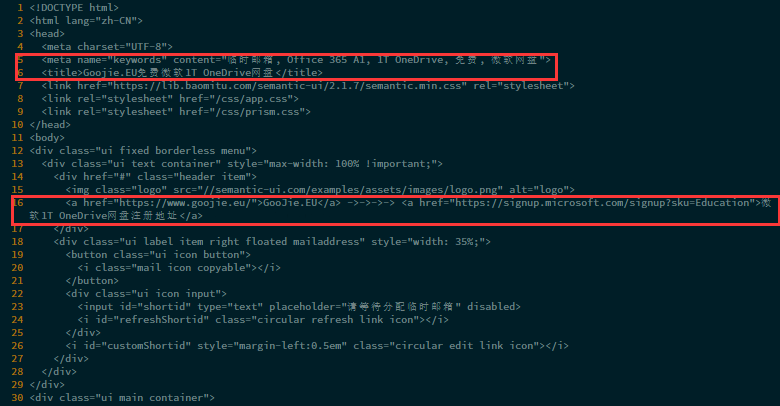 1 <!DOCTYPE html>
2 <html lang="zh-CN">
3 <head>
4 <meta charset="UTF-8">
5 <meta name="keywords" content="临时邮箱, Office 365 A1, 1T OneDrive, 免费, 微软网盘">
6 <title>Goojie.EU免费微软1T OneDrive网盘</title>
7 <link href="https://lib.baomitu.com/semantic-ui/2.1.7/semantic.min.css" rel="stylesheet">
8 <link rel="stylesheet" href="/css/app.css">
9 <link rel="stylesheet" href="/css/prism.css">
10 </head>
11 <body>
12 <div class="ui fixed borderless menu">
13 <div class="ui text container" style="max-width: 100% !important;">
14 <div href="#" class="header item">
15 <img class="logo" src="//semantic-ui.com/examples/assets/images/logo.png" alt="logo">
16 <a href="https://www.goojie.eu/">GooJie.EU</a> ->->->-> <a href="https://signup.microsoft.com/signup?sku=Education">微
软1T OneDrive网盘注册地址</a>
17 </div>
18 <div class="ui label item right floated mailaddress" style="width: 35%;">
19 <button class="ui icon button">
20 <i class="mail icon copyable"></i>
21 </button>
22 <div class="ui icon input">
23 <input id="shortid" type="text" placeholder="请等待分配临时邮箱" disabled>
24 <i id="refreshShortid" class="circular refresh link icon"></i>
25 </div>
26 <i id="customShortid" style="margin-left:0.5em" class="circular edit link icon"></i>
27 </div>
28 </div>
29 </div>
30 <div class="ui main container">